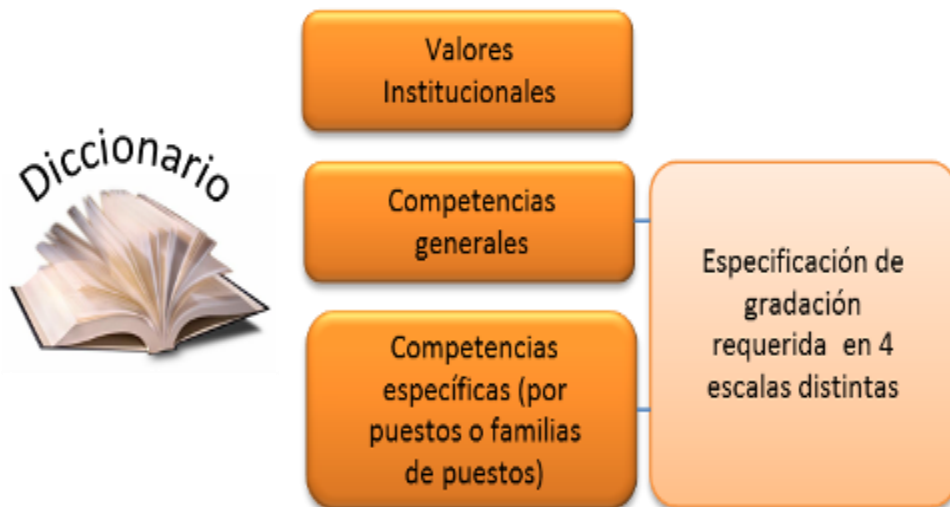 Diccionario
Valores
Institucionales
Competencias
generales
Competencias
específicas (por
puestos o familias
de puestos)
Especificación de
gradación
requerida en 4
escalas distintas